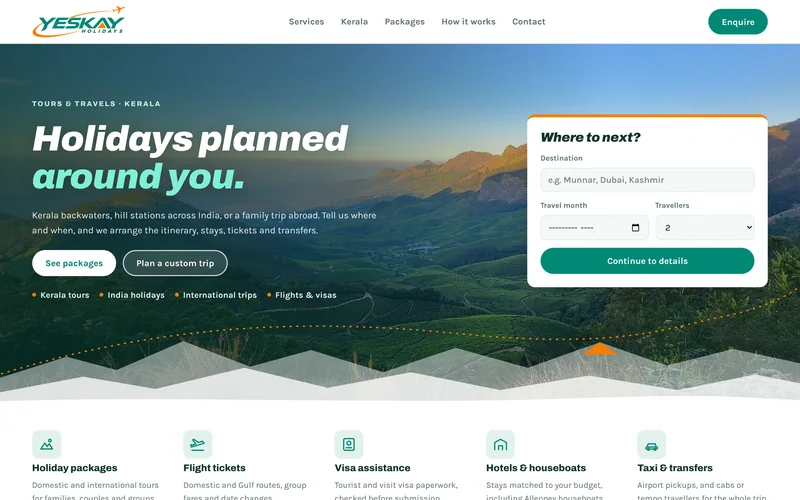 YESKAY
HOLIDAYS
Services
Kerala
Packages
How it works
Contact
Enquire
TOURS & TRAVELS · KERALA
Holidays planned
around you.
Kerala backwaters, hill stations across India, or a family trip abroad. Tell us where
and when, and we arrange the itinerary, stays, tickets and transfers.
See packages
Plan a custom trip
Kerala tours
India holidays
International trips
Flights & visas
Where to next?
Destination
e.g. Munnar, Dubai, Kashmir
Travel month
Travellers
--------- ----
2
Continue to details
Holiday packages
Domestic and international tours
for families, couples and groups
Flight tickets
Domestic and Gulf routes, group
fares and date changes
Visa assistance
Tourist and visit visa paperwork,
checked before submission
Hotels & houseboats
Stays matched to your budget,
including Alleppey houseboats
Taxi & transfers
Airport pickups, and cabs or
tempo travellers for the whole trip